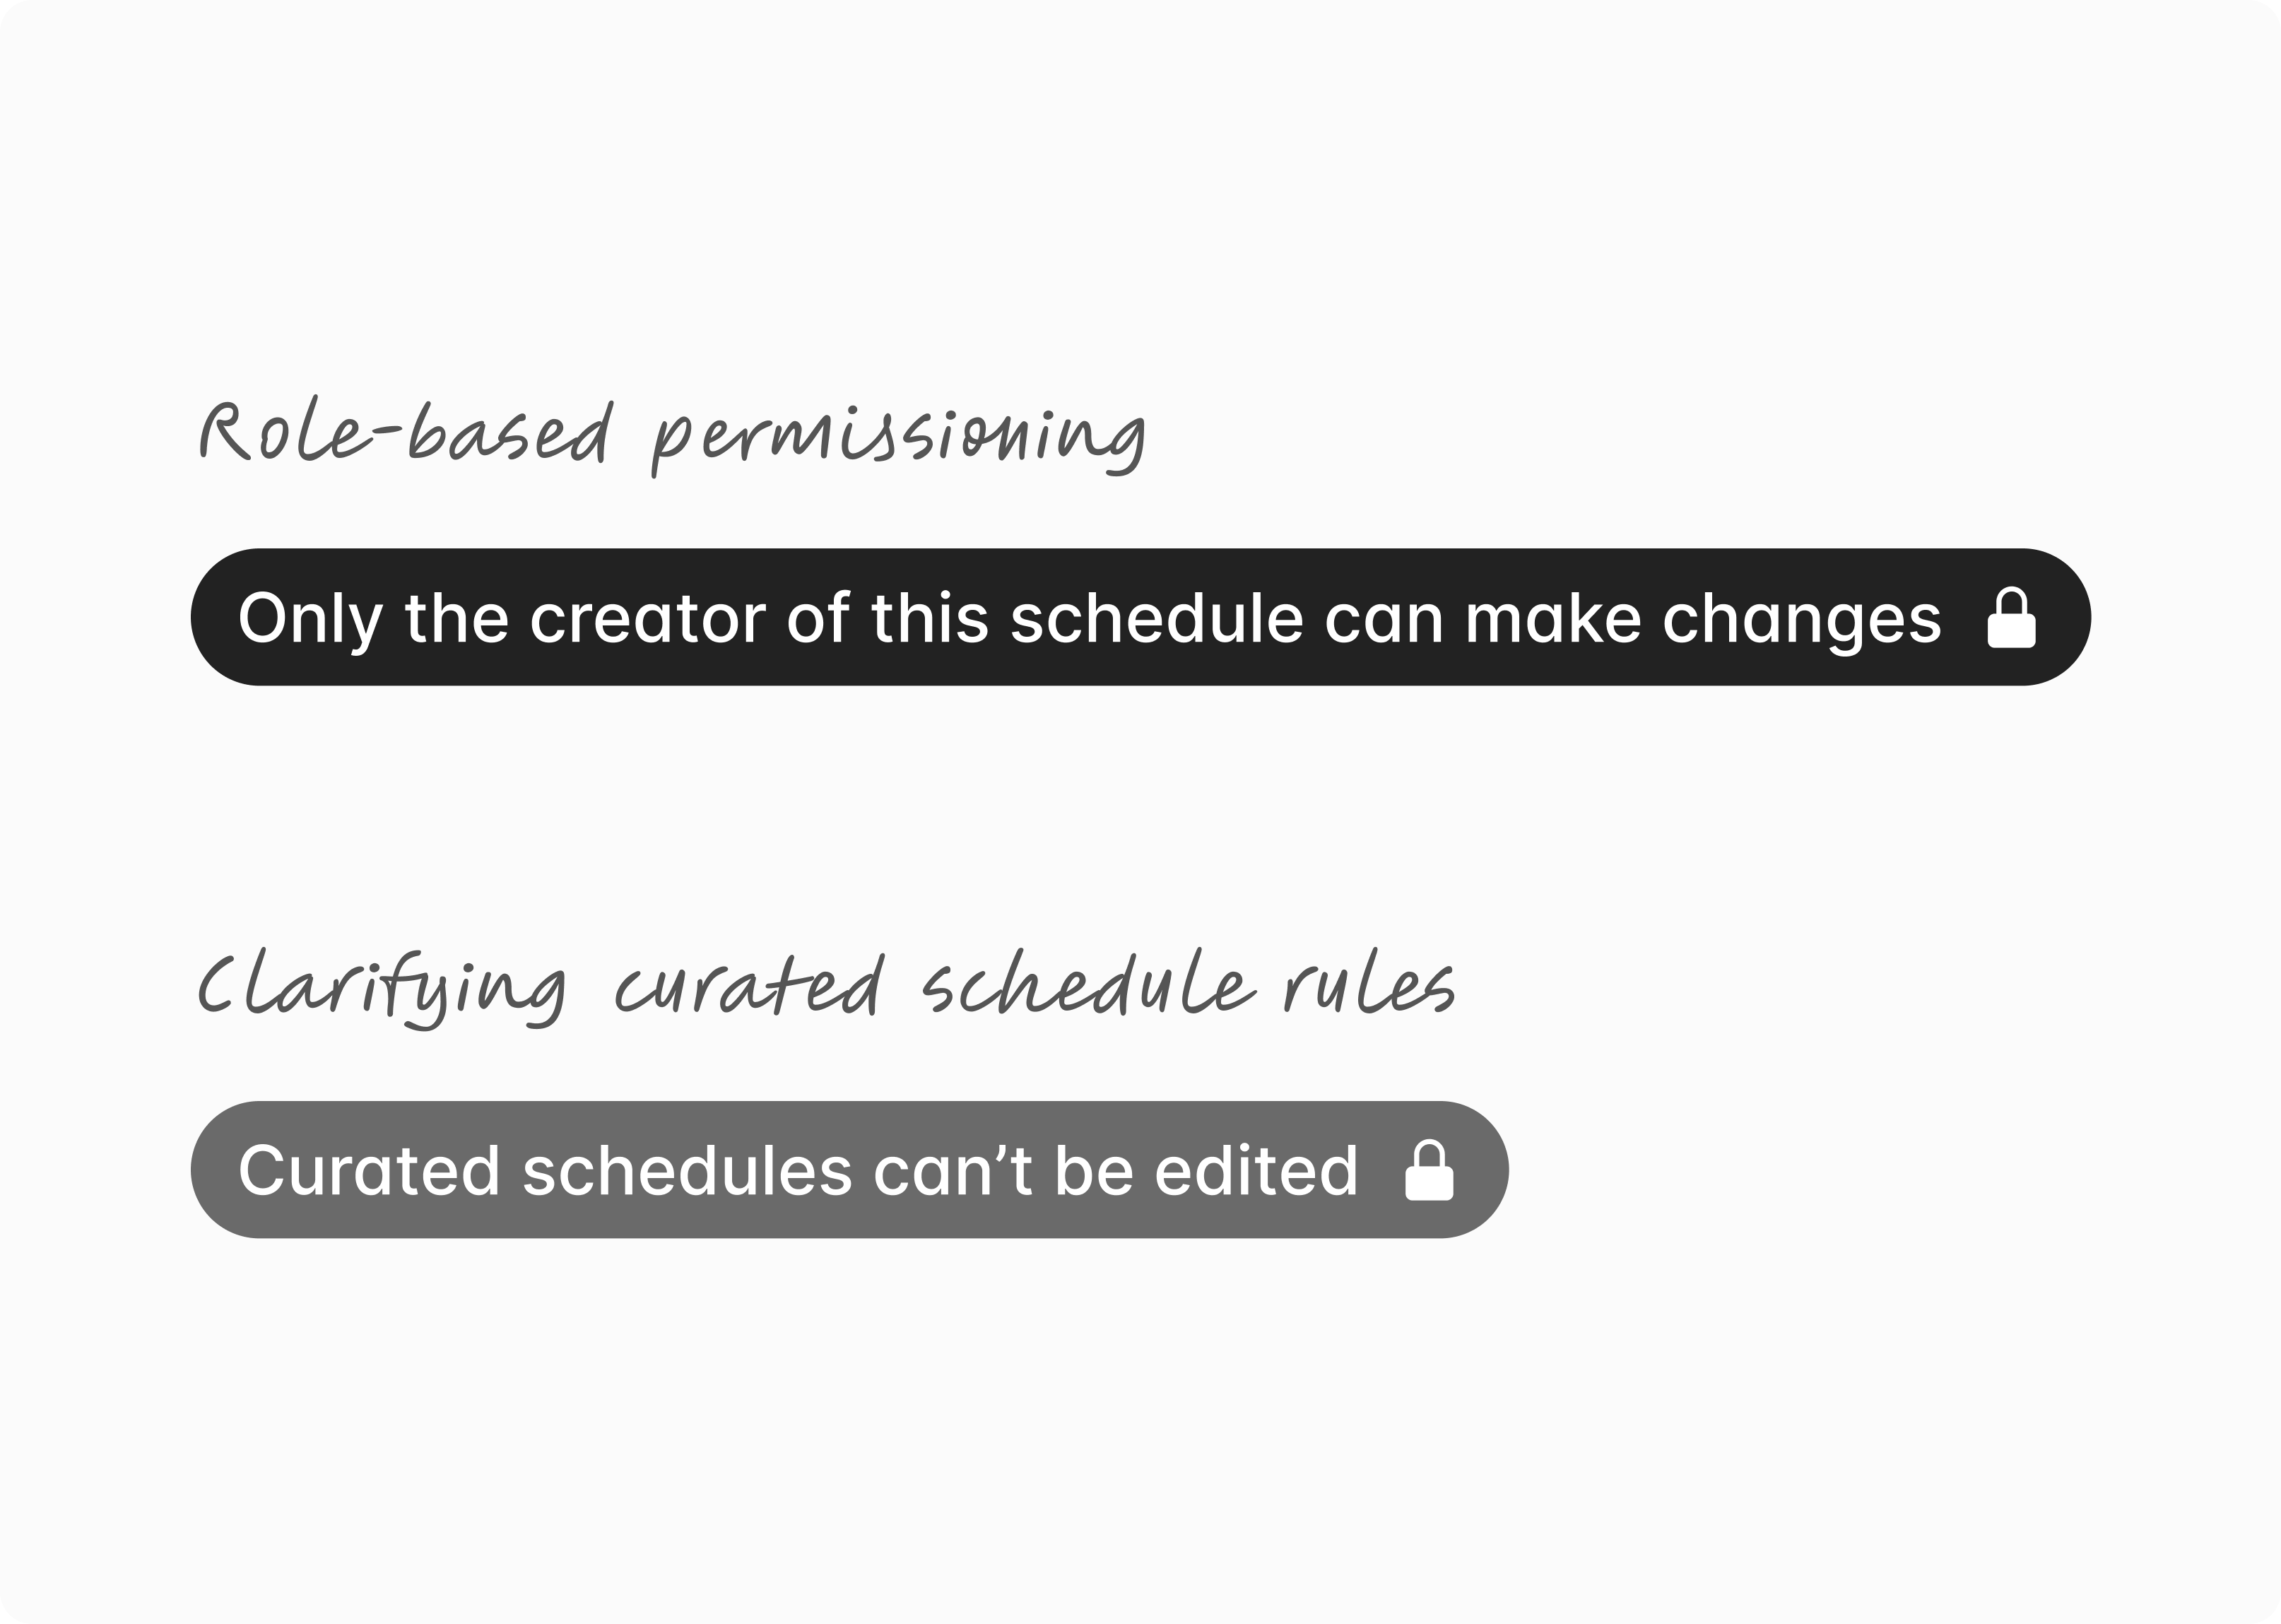 Role-based permissioning
Only the creator of this schedule can make changes
Clarifying curated schedule rules
Curated schedules can’t be edited